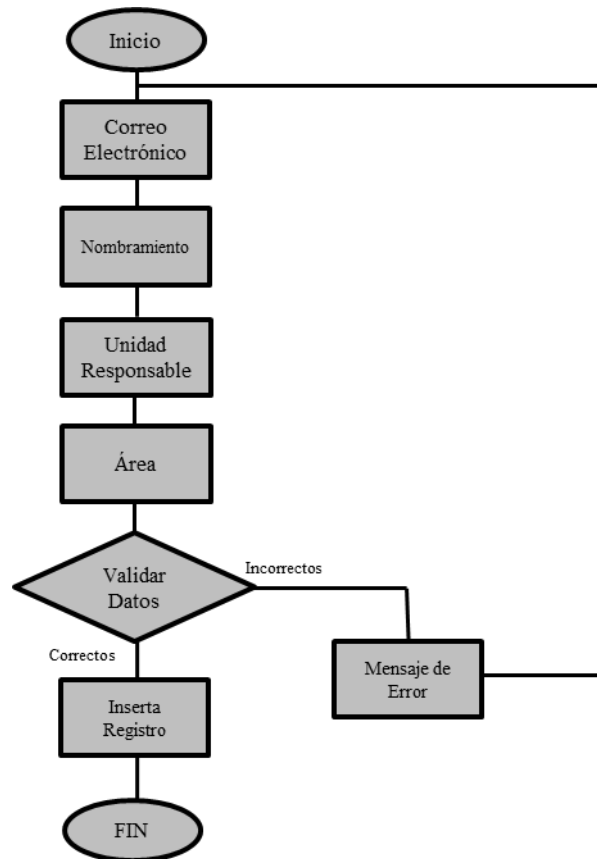 Inicio
Correo
Electrónico
Nombramiento
Unidad
Responsable
Área
Validar
Datos
Incorrectos
Correctos
Mensaje de
Error
Inserta
Registro
FIN